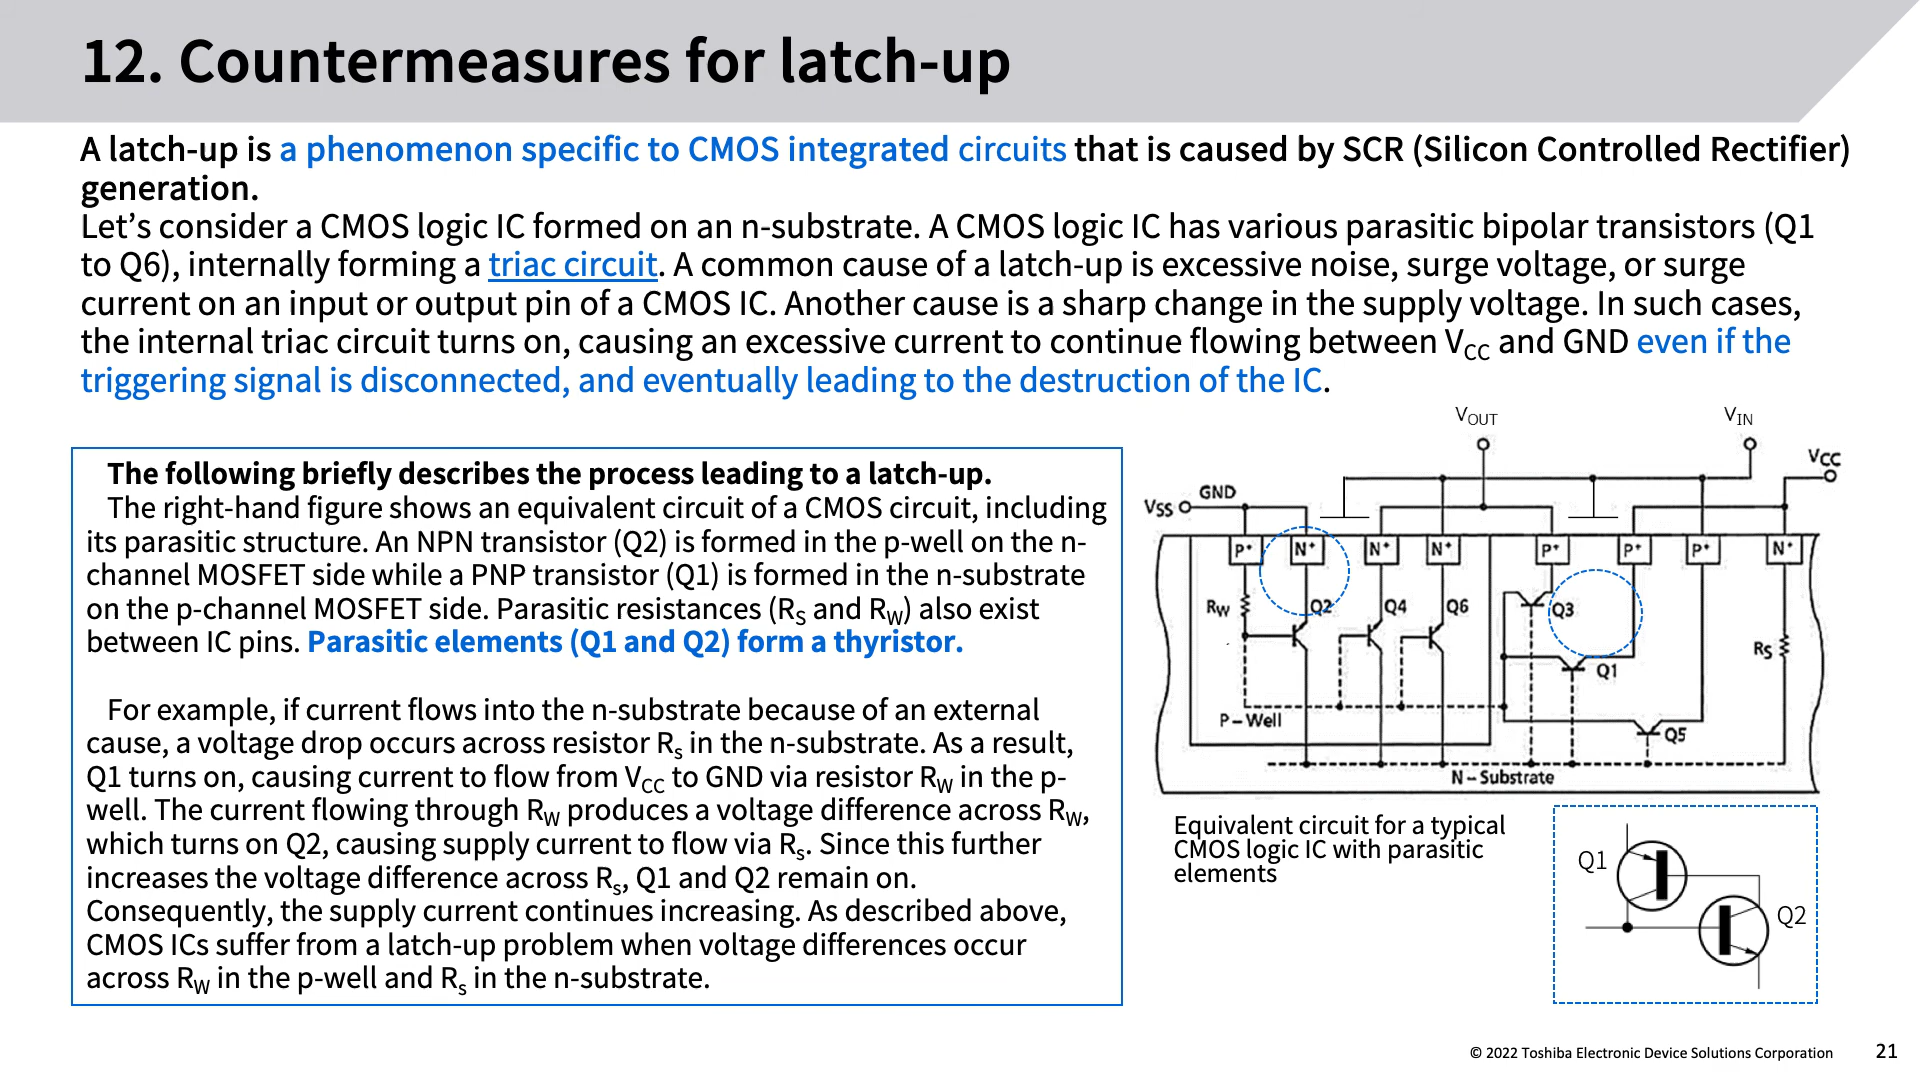 12. Countermeasures for latch-up
A latch-up is a phenomenon specific to CMOS integrated circuits that is caused by SCR (Silicon Controlled Rectifier)
generation.
Let’s consider a CMOS logic IC formed on an n-substrate. A CMOS logic IC has various parasitic bipolar transistors (Q1
to Q6), internally forming a triac circuit. A common cause of a latch-up is excessive noise, surge voltage, or surge
current on an input or output pin of a CMOS IC. Another cause is a sharp change in the supply voltage. In such cases,
the internal triac circuit turns on, causing an excessive current to continue flowing between VCC and GND even if the
triggering signal is disconnected, and eventually leading to the destruction of the IC.
The following briefly describes the process leading to a latch-up.
The right-hand figure shows an equivalent circuit of a CMOS circuit, including
its parasitic structure. An NPN transistor (Q2) is formed in the p-well on the n-
channel MOSFET side while a PNP transistor (Q1) is formed in the n-substrate
on the p-channel MOSFET side. Parasitic resistances (RS and RW) also exist
between IC pins. Parasitic elements (Q1 and Q2) form a thyristor.
For example, if current flows into the n-substrate because of an external
cause, a voltage drop occurs across resistor Rs in the n-substrate. As a result,
Q1 turns on, causing current to flow from VCC to GND via resistor RW in the p-
well. The current flowing through RW produces a voltage difference across RW,
which turns on Q2, causing supply current to flow via Rs. Since this further
increases the voltage difference across Rs, Q1 and Q2 remain on.
Consequently, the supply current continues increasing. As described above,
CMOS ICs suffer from a latch-up problem when voltage differences occur
across RW in the p-well and Rs in the n-substrate.
VOUT
VIN
VCC
GND
VSS
P+
N+
N+
N+
P+
P+
P+
N+
RW
Q2
Q4
Q6
Q3
RS
Q1
P-Well
Q5
N-Substrate
Equivalent circuit for a typical
CMOS logic IC with parasitic
elements
Q1
Q2
© 2022 Toshiba Electronic Device Solutions Corporation
21